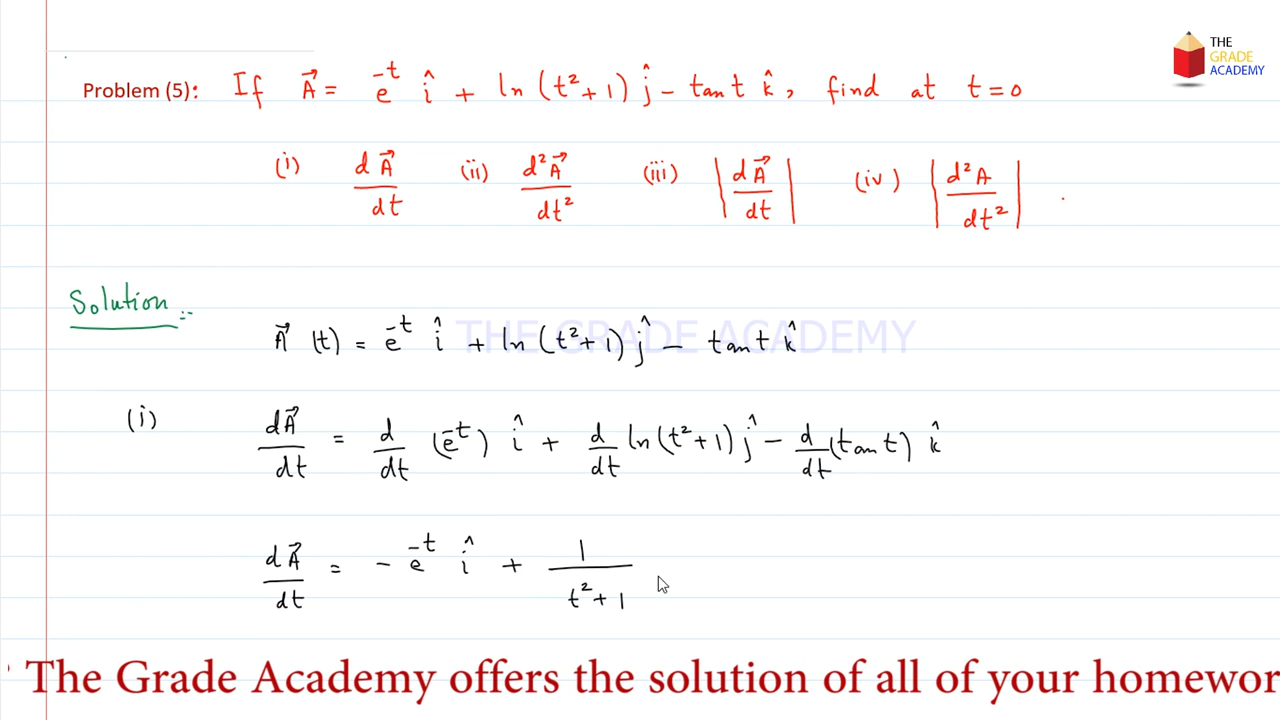 THE
GRADE
ACADEMY
Problem (5): If A⃗ = e^{-t} î + ln (t²+1) ĵ − tan t k̂, find at t=0
(i) dA⃗/dt (ii) d²A⃗/dt² (iii) |dA⃗/dt| (iv) |d²A/dt²|.
Solution:-
THE GRADE ACADEMY
A⃗ (t) = e^{-t} î + ln (t²+1) ĵ − tan t k̂
(i) dA⃗/dt = d/dt (e^{-t}) î + d/dt ln (t²+1) ĵ − d/dt (tan t) k̂
dA⃗/dt = − e^{-t} î + 1/(t²+1)
The Grade Academy offers the solution of all of your homewor